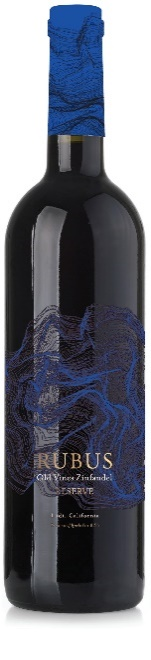 RUBUS
Old Vines Zinfandel
RESERVE
Lodi, California